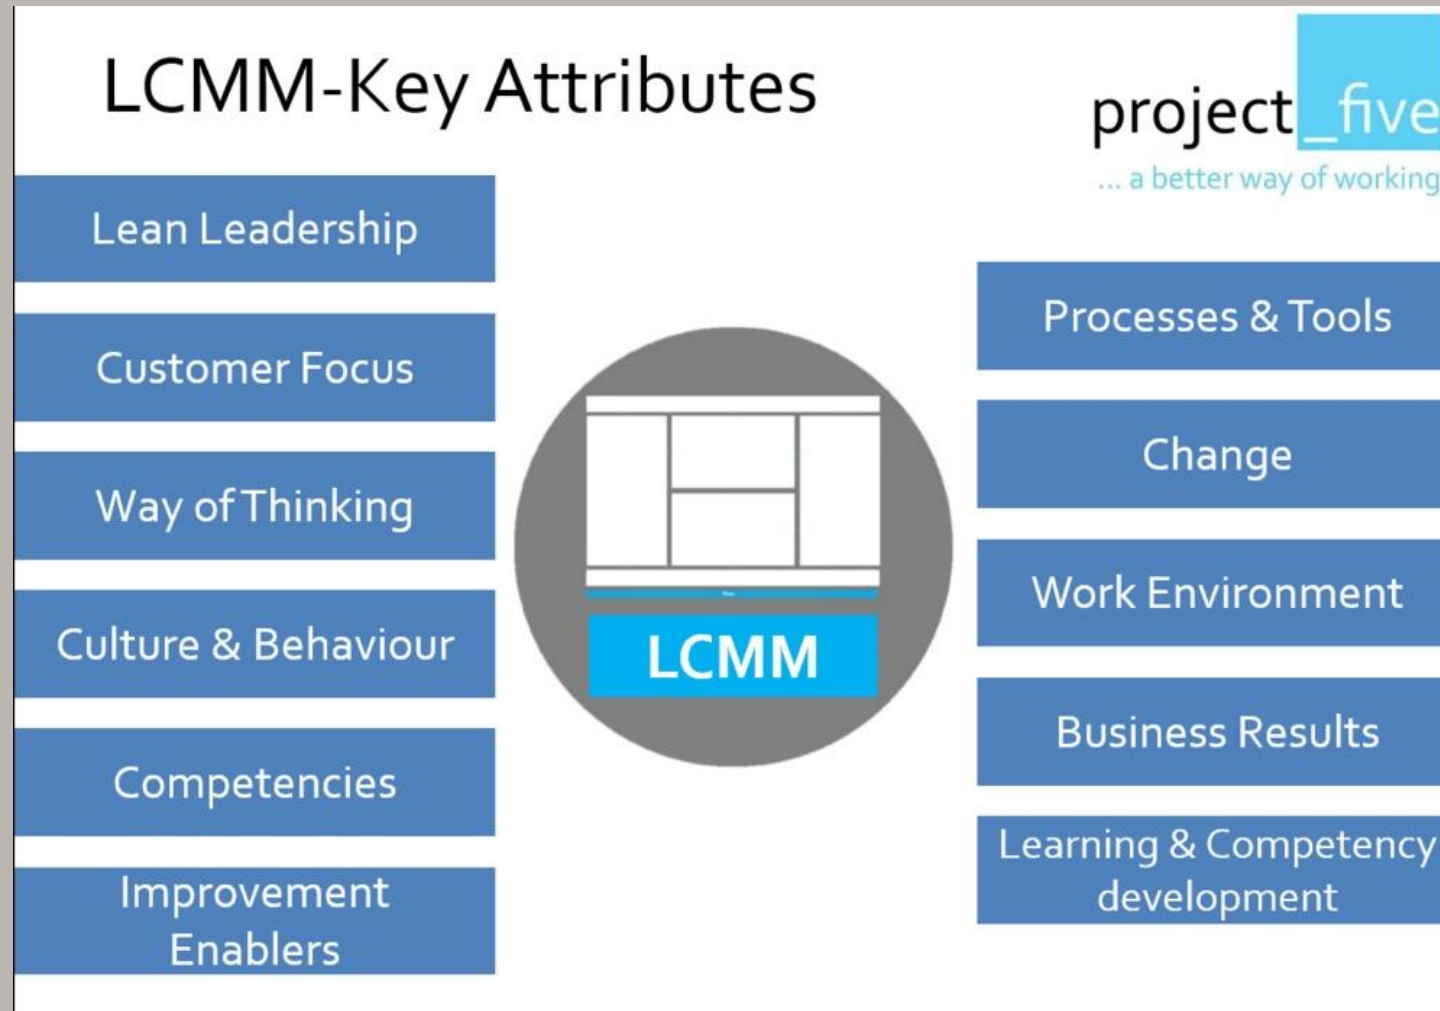 LCMM-Key Attributes
project_five
... a better way of working
Lean Leadership
Customer Focus
Way of Thinking
Culture & Behaviour
Competencies
Improvement
Enablers
LCMM
Processes & Tools
Change
Work Environment
Business Results
Learning & Competency
development